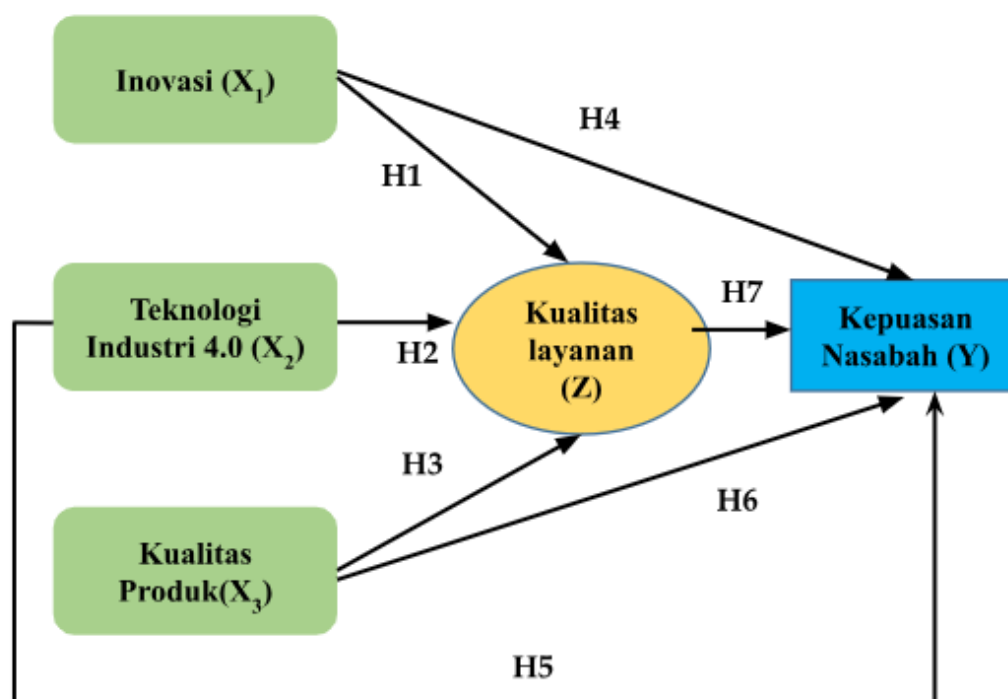 Inovasi (X₁)
H4
H1
Teknologi
Industri 4.0 (X₂)
H2
Kualitas
layanan
(Z)
H7
Kepuasan
Nasabah (Y)
H3
H6
Kualitas
Produk(X₃)
H5